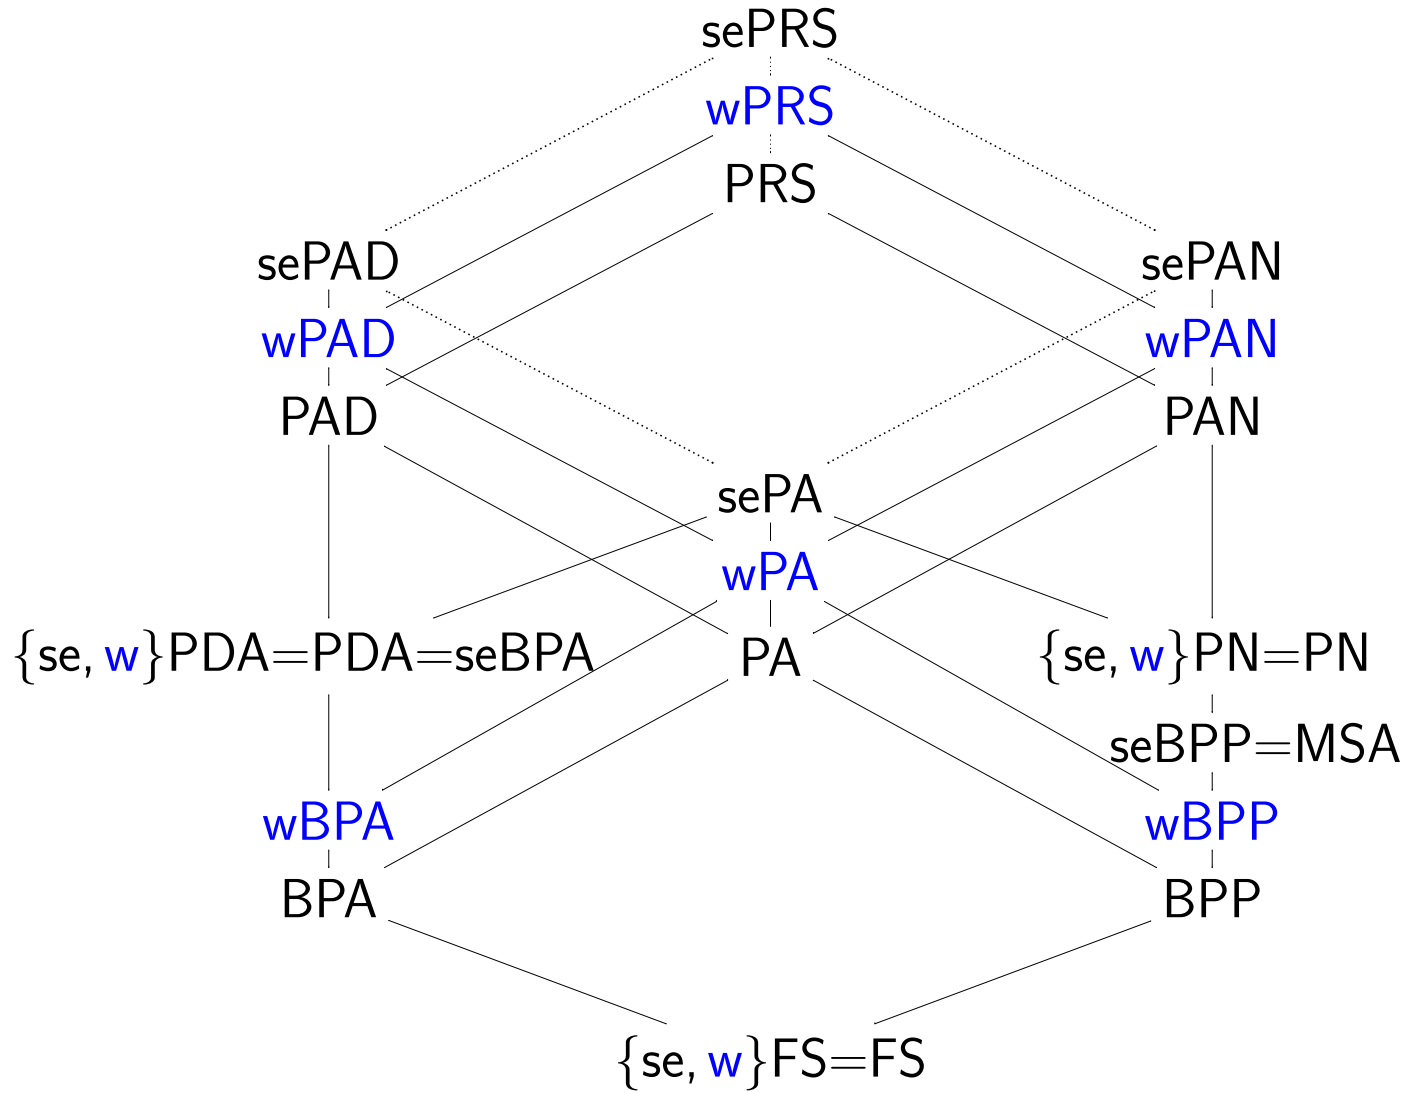 sePRS
wPRS
PRS
sePAD sePAN
wPAD wPAN
PAD PAN
sePA
wPA
{se, w}PDA=PDA=seBPA PA {se, w}PN=PN
seBPP=MSA
wBPA wBPP
BPA BPP
{se, w}FS=FS